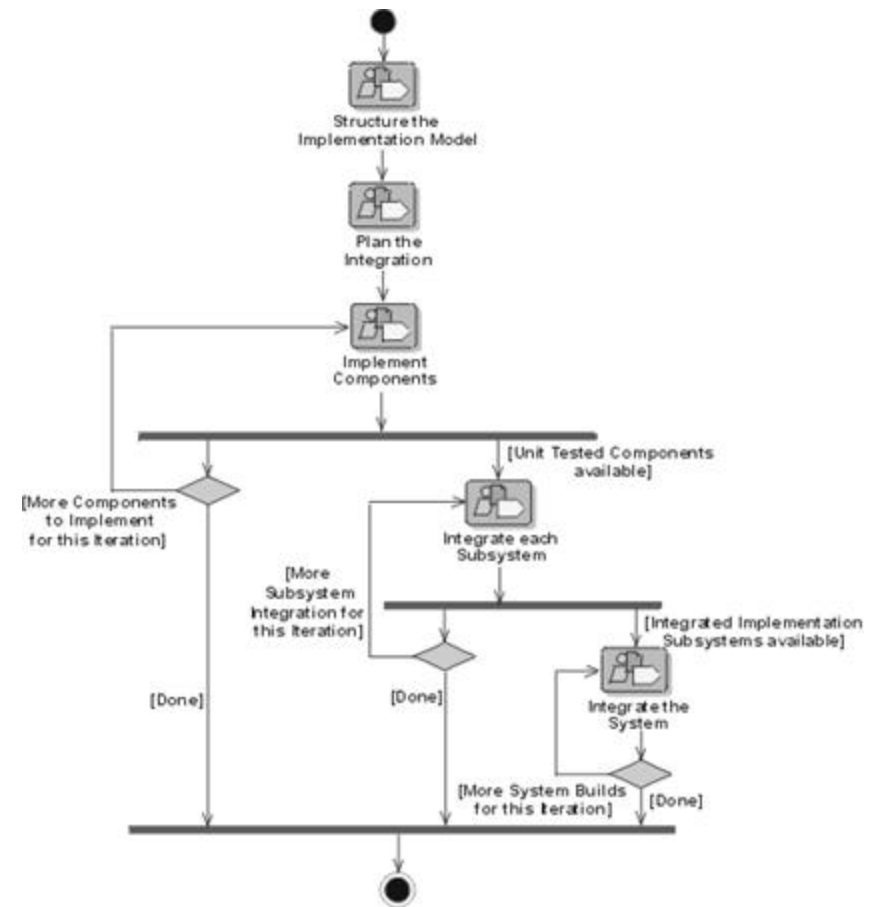 Structure the
Implementation Model
Plan the
Integration
Implement
Components
[Unit Tested Components
available]
[More Components
to Implement
for this Iteration]
Integrate each
Subsystem
[More
Subsystem
Integration for
this Iteration]
[Integrated Implementation
Subsystems available]
[Done]
[Done]
Integrate the
System
[More System Builds
for this Iteration]
[Done]